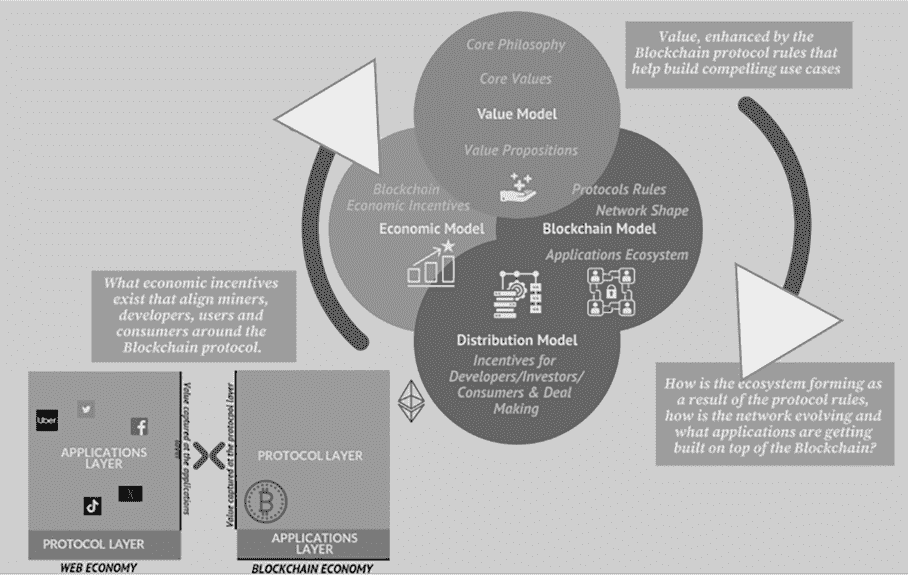 Core Philosophy
Core Values
Value Model
Value Propositions
Value, enhanced by the
Blockchain protocol rules that
help build compelling use cases
Blockchain
Economic Incentives
Economic Model
Protocols Rules
Network Shape
Blockchain Model
Applications Ecosystem
What economic incentives
exist that align miners,
developers, users and
consumers around the
Blockchain protocol.
Distribution Model
Incentives for
Developers/Investors/
Consumers & Deal
Making
How is the ecosystem forming as
a result of the protocol rules,
how is the network evolving and
what applications are getting
built on top of the Blockchain?
Uber
APPLICATIONS
LAYER
X
PROTOCOL LAYER
WEB ECONOMY
Value captured at the applications
layer
Value captured at the protocpol layer
PROTOCOL LAYER
APPLICATIONS
LAYER
BLOCKCHAIN ECONOMY